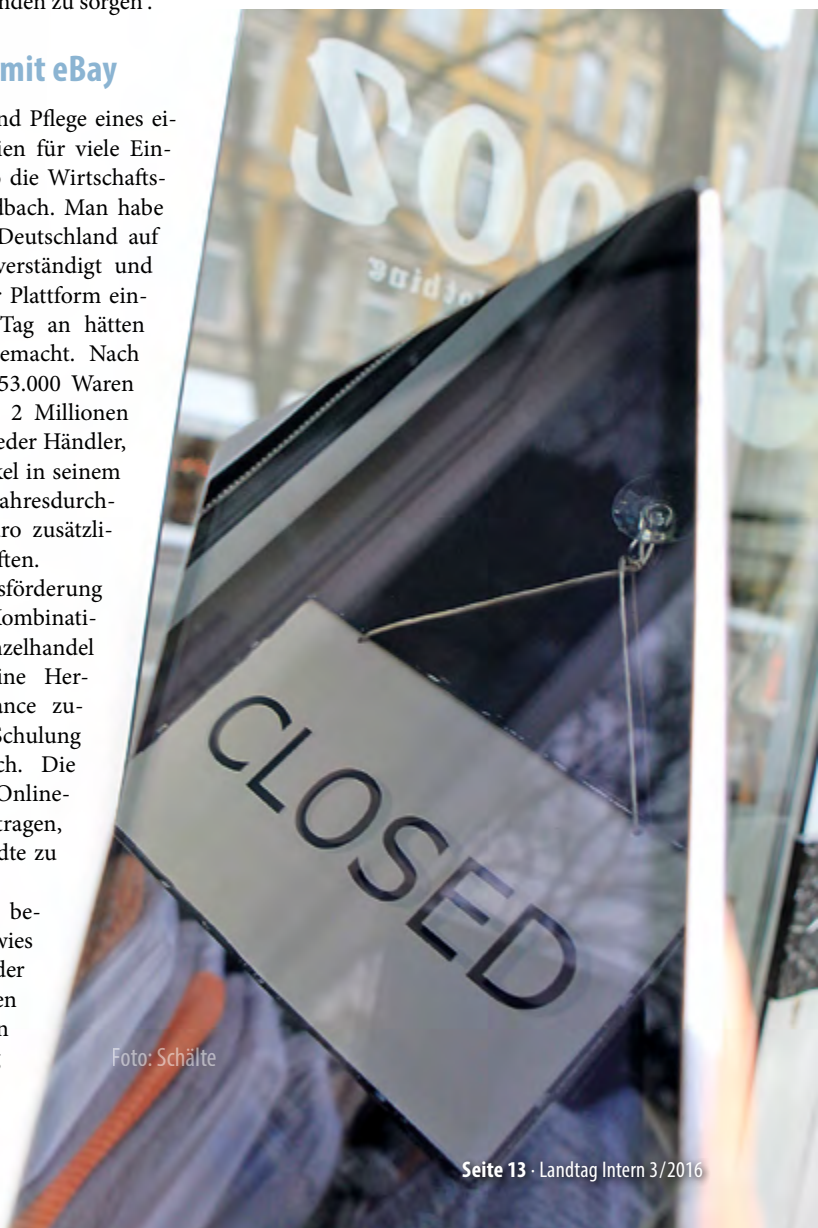 nden zu sorgen“.
mit eBay
nd Pflege eines ei-
ien für viele Ein-
die Wirtschafts-
lbach. Man habe
Deutschland auf
verständigt und
r Plattform ein-
Tag an hätten
emacht. Nach
53.000 Waren
2 Millionen
eder Händler,
kel in seinem
ahresdurch-
ro zusätzli-
ften.
sförderung
Kombinati-
nzelhandel
ine Her-
ance zu-
Schulung
ch. Die
Online-
tragen,
dte zu
be-
wies
der
en
n
CLOSED
Foto: Schälte
Seite 13 · Landtag Intern 3/2016